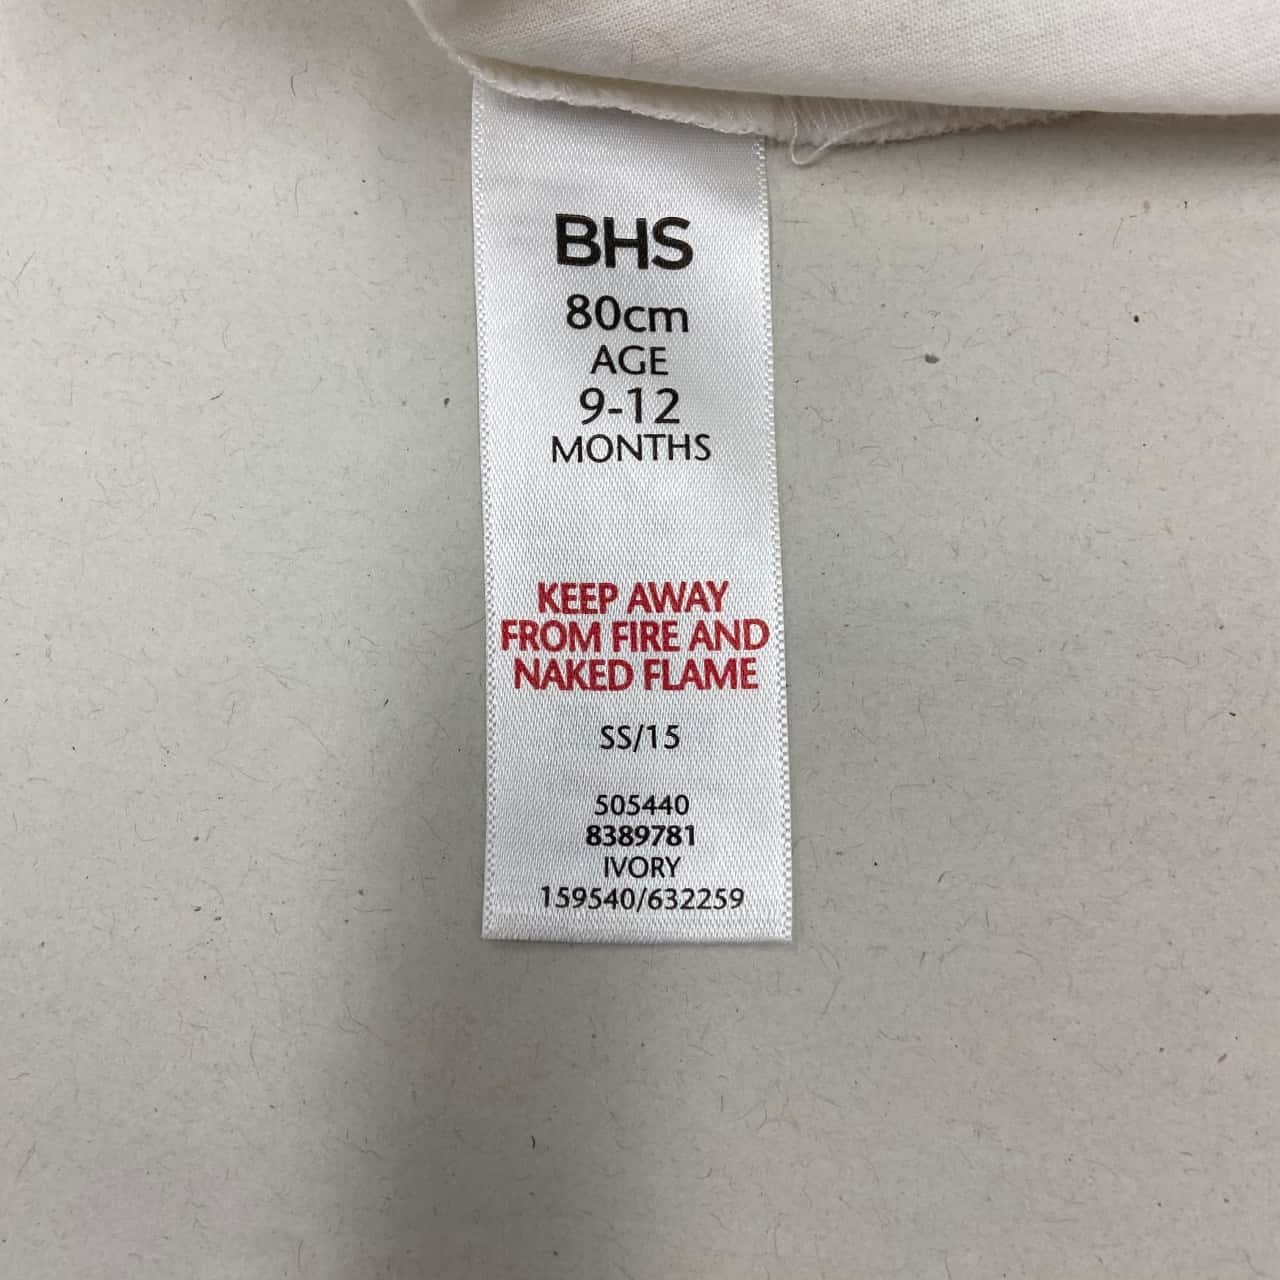 BHS
80cm
AGE
9-12
MONTHS
KEEP AWAY
FROM FIRE AND
NAKED FLAME
SS/15
505440
8389781
IVORY
159540/632259